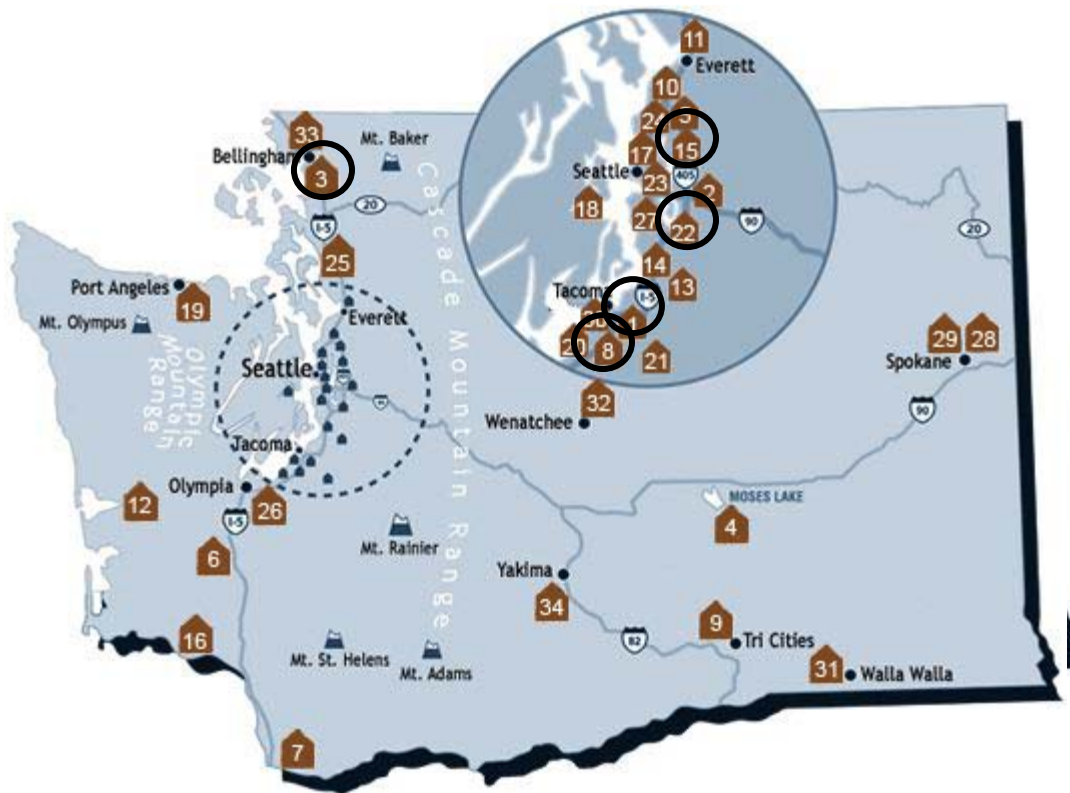 11
Everett
10
24
15
17
Seattle
405
23
2
18
27
22
90
14
13
I-5
Tacoma
20
8
21
33
Bellingham
Mt. Baker
3
20
I-5
25
Port Angeles
19
Mt. Olympus
Olympic
Mountain
Range
Everett
Seattle
Tacoma
Olympia
12
26
I-5
6
16
7
Cascade Mountain Range
Mt. Rainier
Mt. St. Helens
Mt. Adams
20
29
28
Spokane
90
32
Wenatchee
MOSES LAKE
4
Yakima
34
82
9
Tri Cities
31
Walla Walla